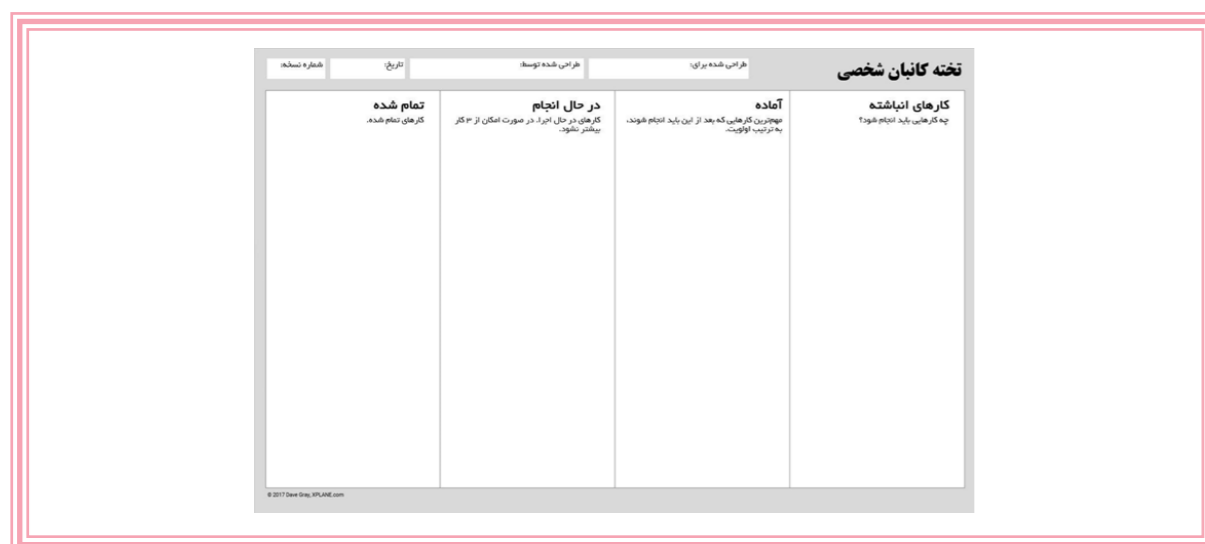 تخته کانبان شخصی
طراحی شده برای:
طراحی شده توسط:
تاریخ:
شماره نسخه:
کارهای انباشته
چه کارهایی باید انجام شود؟
آماده
مهم‌ترین کارهایی که بعد از این باید انجام شوند،
به ترتیب اولویت.
در حال انجام
کارهای در حال اجرا. در صورت امکان از ۳ کار
بیشتر نشود.
تمام شده
کارهای تمام شده.
© 2017 Dave Gray, XPLANE.com